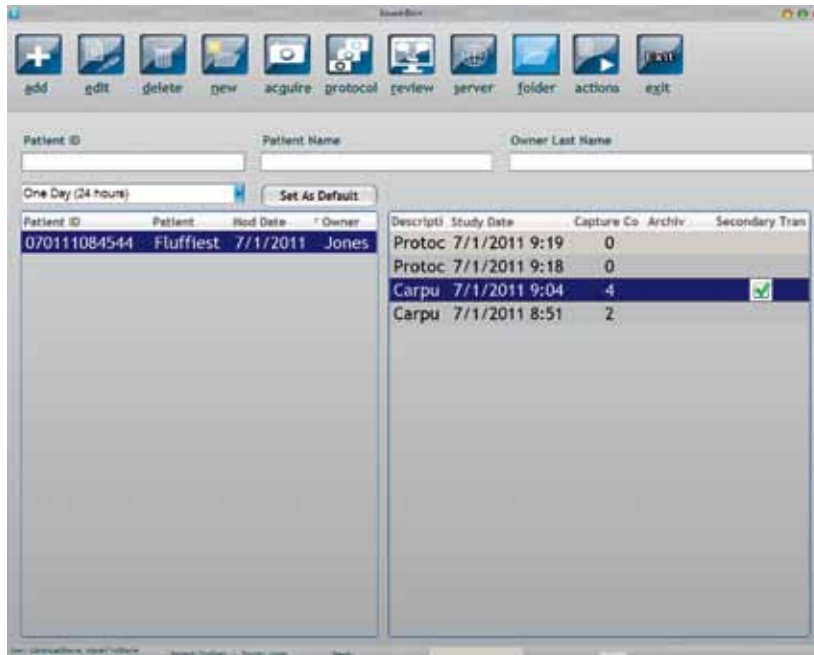 add edit delete new acquire protocol review server folder actions exit
Patient ID Patient Name Owner Last Name
One Day (24 hours) Set As Default
Patient ID Patient Mod Date Owner Descripti Study Date Capture Co Archiv Secondary Tran
070111084544 Fluffiest 7/1/2011 Jones Protoc 7/1/2011 9:19 0
Protoc 7/1/2011 9:18 0
Carpu 7/1/2011 9:04 4
Carpu 7/1/2011 8:51 2